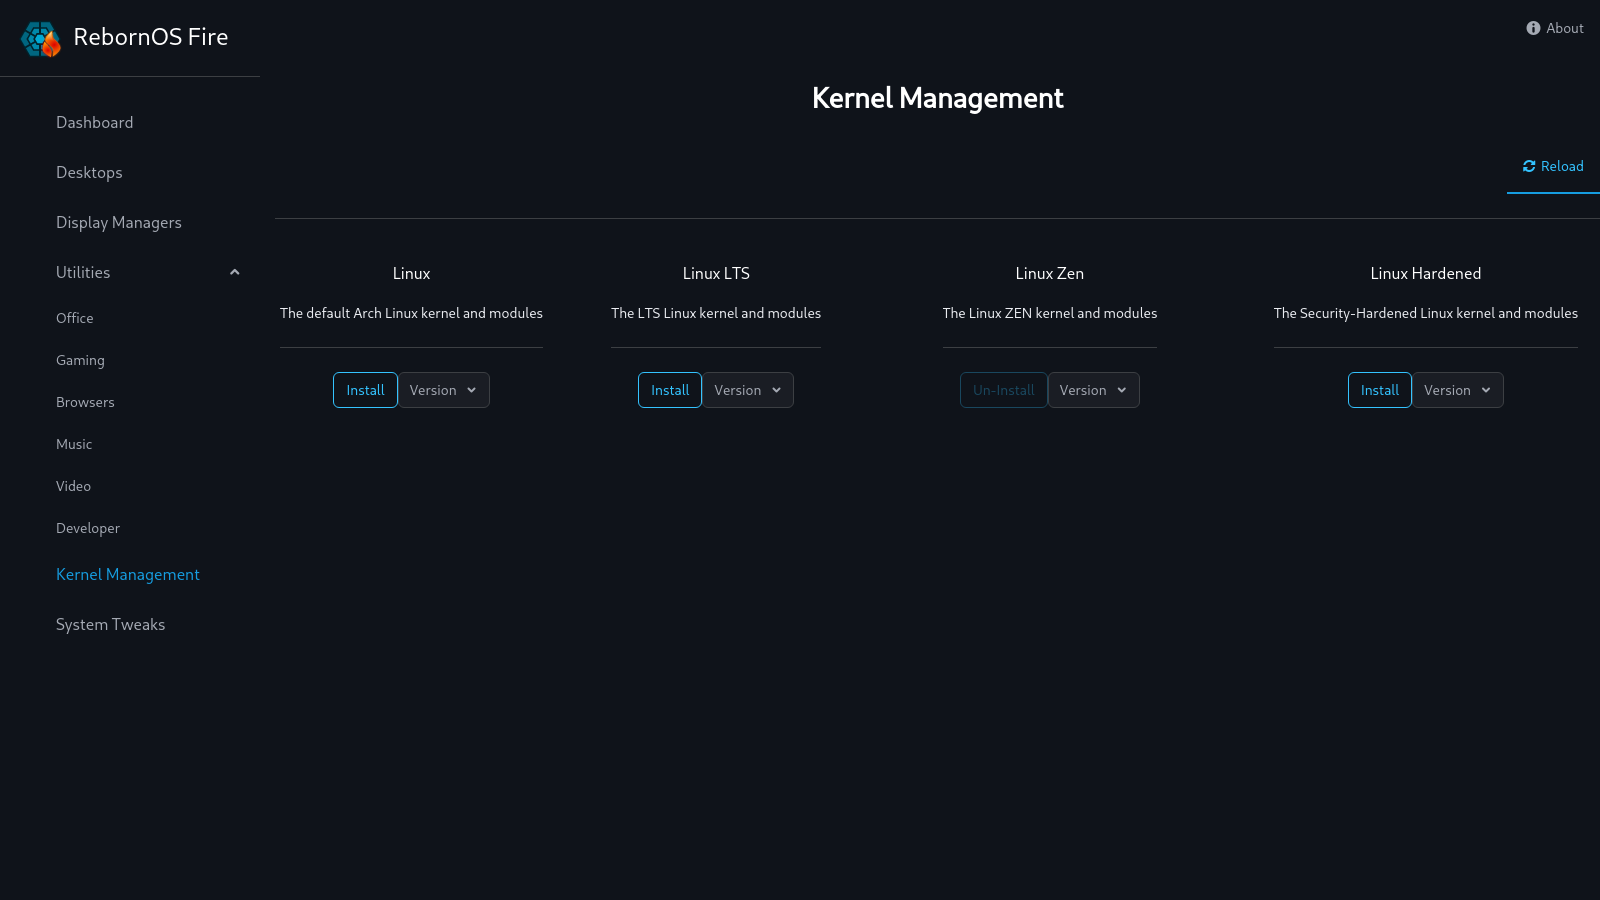 RebornOS Fire
About
Dashboard
Desktops
Display Managers
Utilities
Office
Gaming
Browsers
Music
Video
Developer
Kernel Management
System Tweaks
Kernel Management
Reload
Linux
The default Arch Linux kernel and modules
Install Version
Linux LTS
The LTS Linux kernel and modules
Install Version
Linux Zen
The Linux ZEN kernel and modules
Un-Install Version
Linux Hardened
The Security-Hardened Linux kernel and modules
Install Version